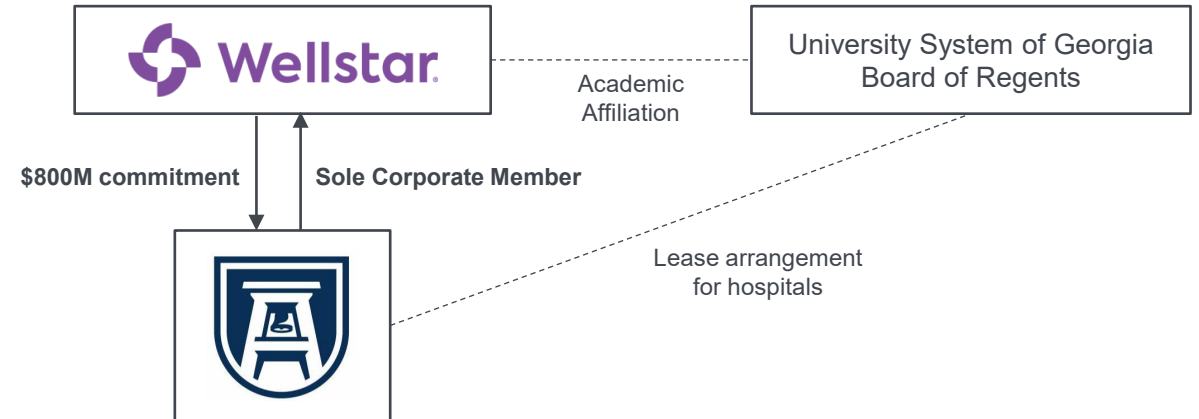 Wellstar
University System of Georgia
Board of Regents
Academic
Affiliation
$800M commitment
Sole Corporate Member
Lease arrangement
for hospitals